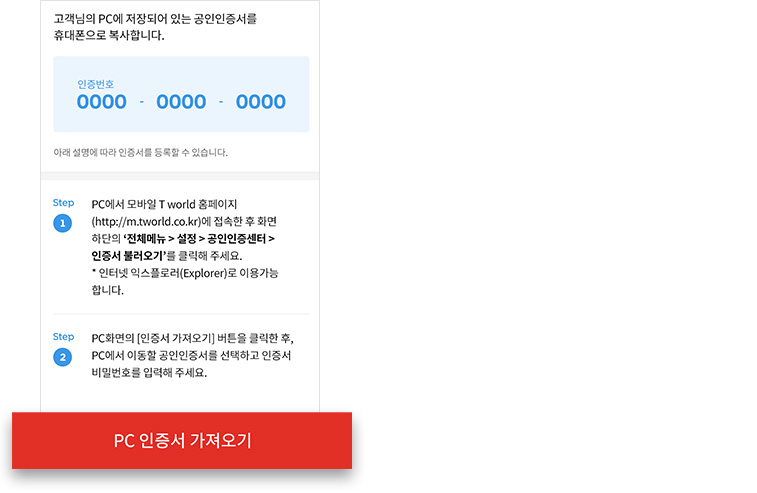 고객님의 PC에 저장되어 있는 공인인증서를
휴대폰으로 복사합니다.
인증번호
0000 - 0000 - 0000
아래 설명에 따라 인증서를 등록할 수 있습니다.
Step
1
PC에서 모바일 T world 홈페이지
(http://m.tworld.co.kr)에 접속한 후 화면
하단의 ‘전체메뉴 > 설정 > 공인인증센터 >
인증서 불러오기’를 클릭해 주세요.
* 인터넷 익스플로러(Explorer)로 이용가능
합니다.
Step
2
PC화면의 [인증서 가져오기] 버튼을 클릭한 후,
PC에서 이동할 공인인증서를 선택하고 인증서
비밀번호를 입력해 주세요.
PC 인증서 가져오기